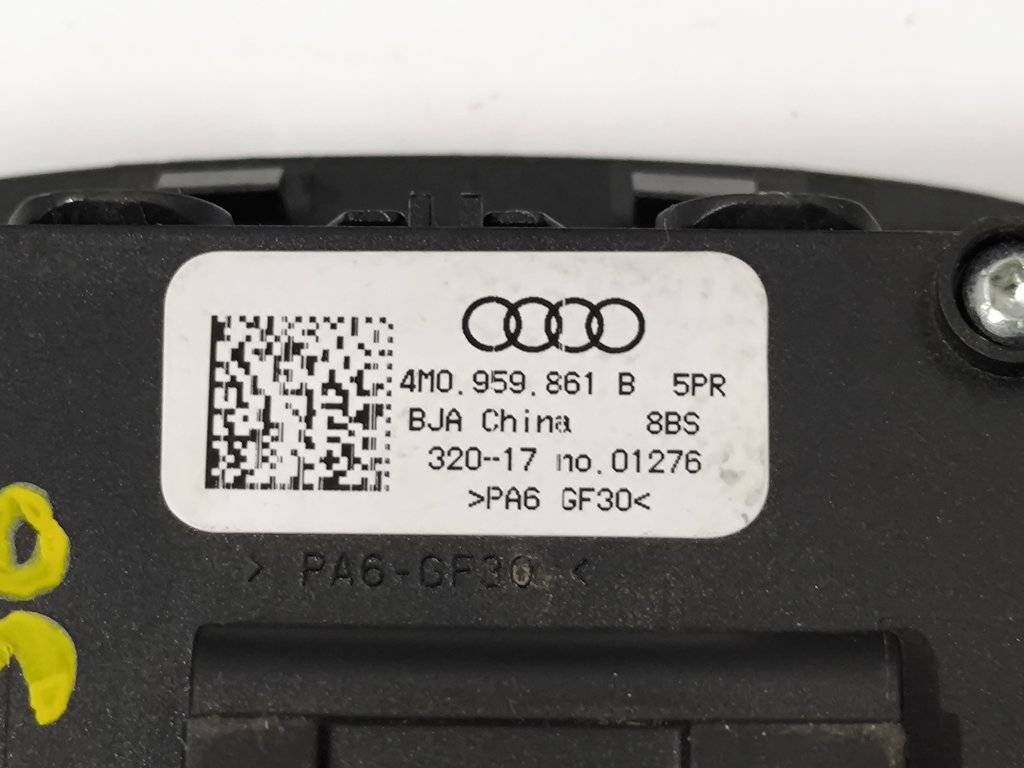 4M0.959.861 B 5PR
BJA China 8BS
320--17 no.01276
>PA6 GF30<
> PA6-GF30 <